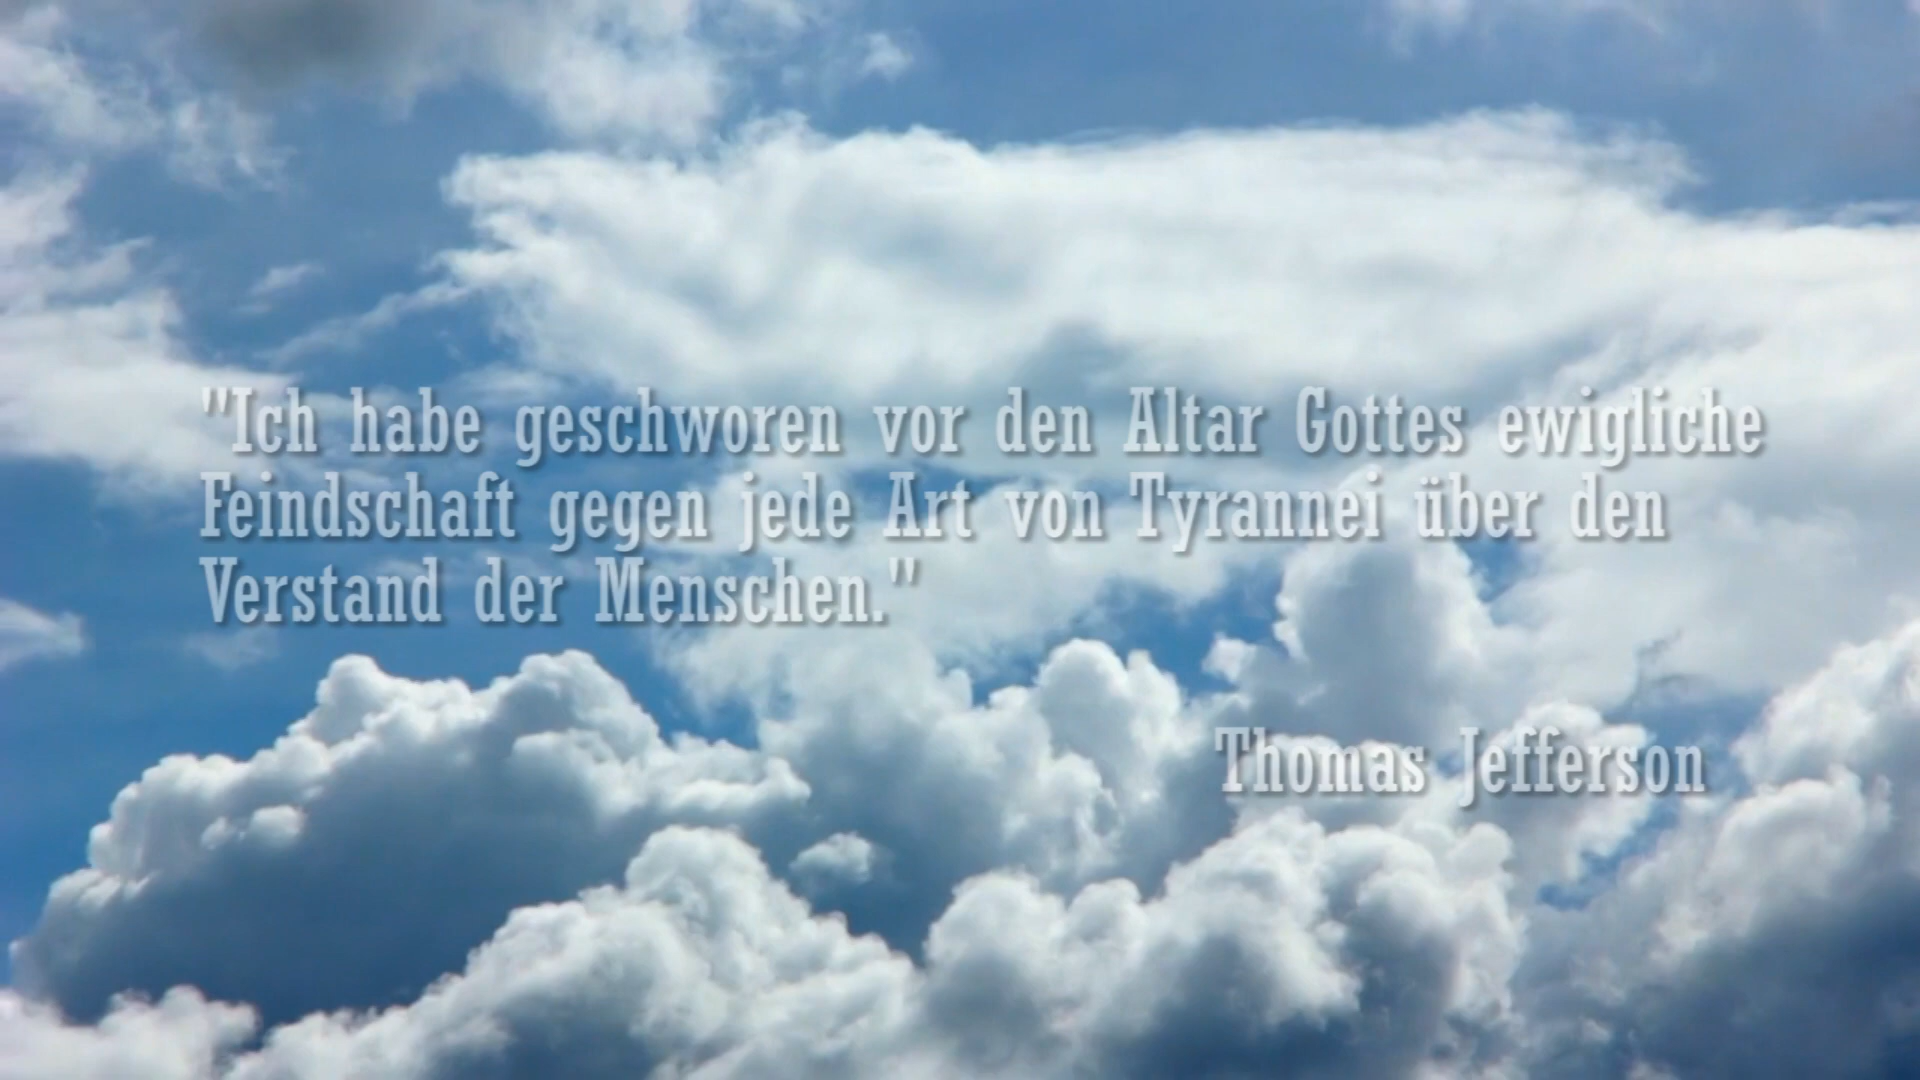 "Ich habe geschworen vor den Altar Gottes ewigliche
Feindschaft gegen jede Art von Tyrannei über den
Verstand der Menschen."
Thomas Jefferson